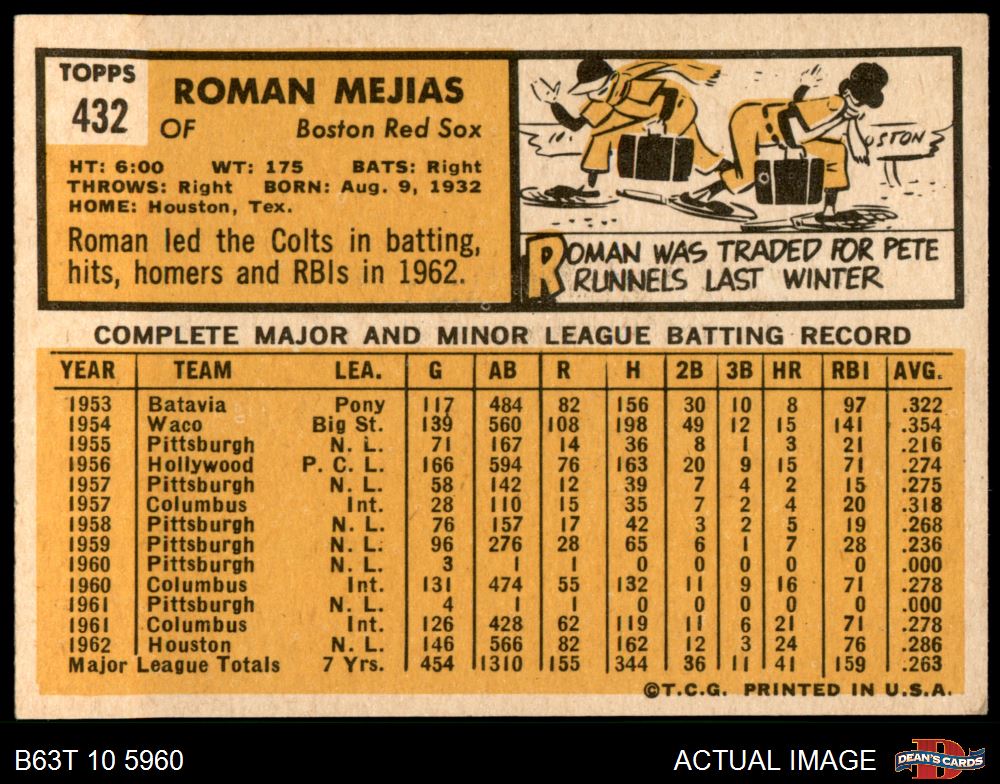 TOPPS
432
ROMAN MEJIAS
OF Boston Red Sox
HT: 6:00 WT: 175 BATS: Right
THROWS: Right BORN: Aug. 9, 1932
HOME: Houston, Tex.
Roman led the Colts in batting,
hits, homers and RBIs in 1962.
ROMAN WAS TRADED FOR PETE
RUNNELS LAST WINTER
COMPLETE MAJOR AND MINOR LEAGUE BATTING RECORD
YEAR TEAM LEA. G AB R H 2B 3B HR RBI AVG.
1953 Batavia Pony 117 484 82 156 30 10 8 97 .322
1954 Waco Big St. 139 560 108 198 49 12 15 141 .354
1955 Pittsburgh N. L. 71 167 14 36 8 1 3 21 .216
1956 Hollywood P. C. L. 166 594 76 163 20 9 15 71 .274
1957 Pittsburgh N. L. 58 142 12 39 7 4 2 15 .275
1957 Columbus Int. 28 110 15 35 7 2 4 20 .318
1958 Pittsburgh N. L. 76 157 17 42 3 2 5 19 .268
1959 Pittsburgh N. L. 96 276 28 65 6 1 7 28 .236
1960 Pittsburgh N. L. 3 1 1 0 0 0 0 0 .000
1960 Columbus Int. 131 474 55 132 11 9 16 71 .278
1961 Pittsburgh N. L. 4 1 1 0 0 0 0 0 .000
1961 Columbus Int. 126 428 62 119 11 6 21 71 .278
1962 Houston N. L. 146 566 82 162 12 3 24 76 .286
Major League Totals 7 Yrs. 454 1310 155 344 36 11 41 159 .263
©T.C.G. PRINTED IN U.S.A.
B63T 10 5960
ACTUAL IMAGE
DEAN'S CARDS